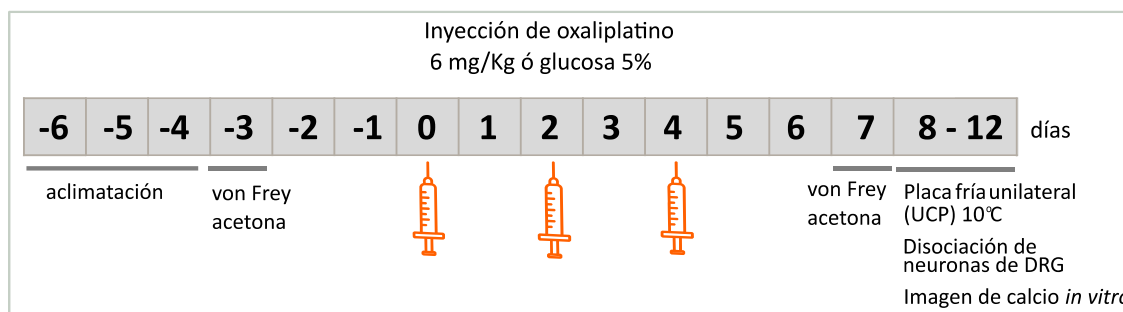 Inyección de oxaliplatino
6 mg/Kg ó glucosa 5%
-6 -5 -4 -3 -2 -1 0 1 2 3 4 5 6 7 8 - 12 días
aclimatación
von Frey
acetona
von Frey
acetona
Placa fría unilateral
(UCP) 10°C
Disociación de
neuronas de DRG
Imagen de calcio in vitro